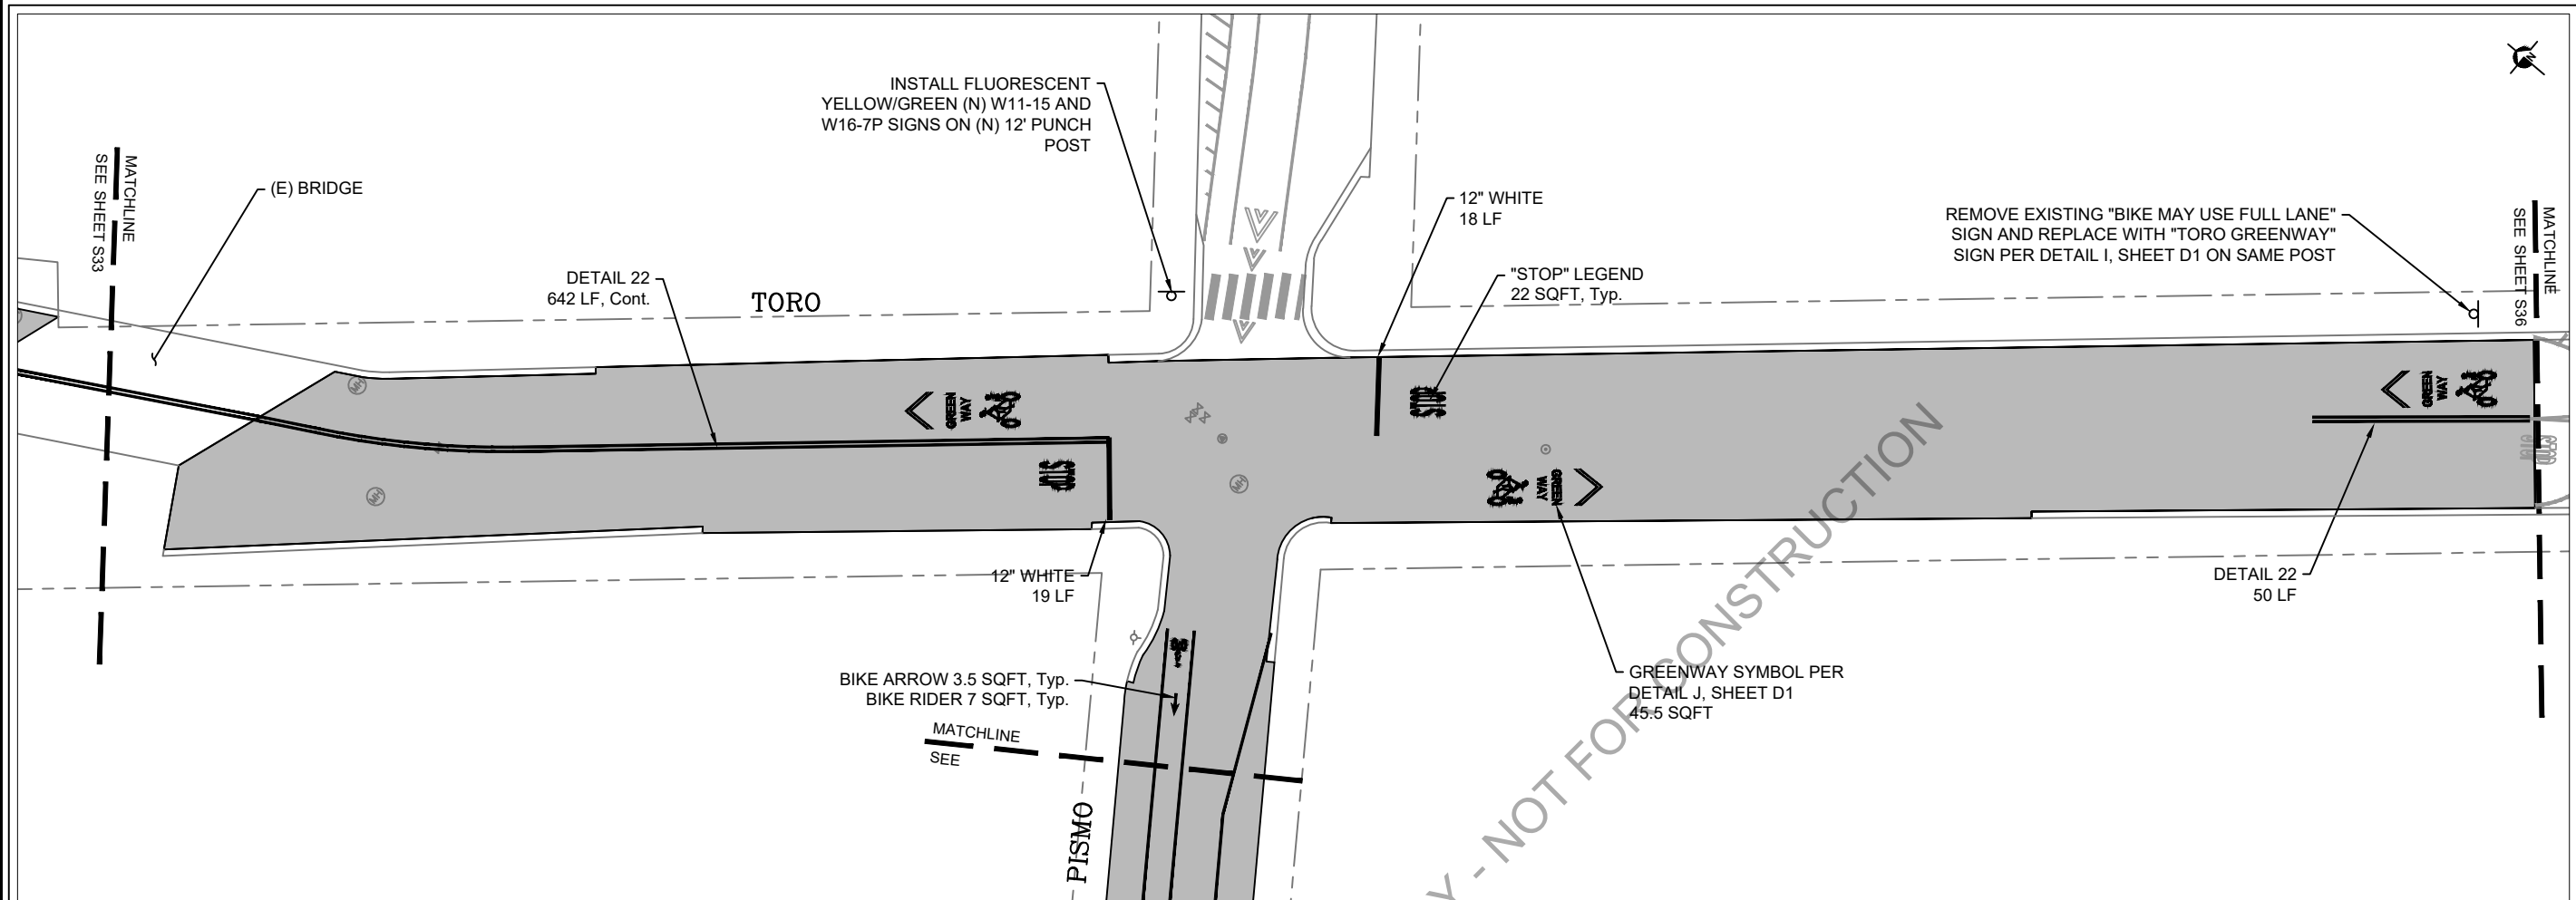 INSTALL FLUORESCENT
YELLOW/GREEN (N) W11-15 AND
W16-7P SIGNS ON (N) 12' PUNCH
POST
MATCHLINE
SEE SHEET S33
(E) BRIDGE
DETAIL 22
642 LF, Cont.
TORO
12" WHITE
18 LF
"STOP" LEGEND
22 SQFT, Typ.
REMOVE EXISTING "BIKE MAY USE FULL LANE"
SIGN AND REPLACE WITH "TORO GREENWAY"
SIGN PER DETAIL I, SHEET D1 ON SAME POST
MATCHLINE
SEE SHEET S36
MH
GREEN
WAY
STOP
GREEN
WAY
STOP
MH
MH
GREEN
WAY
12" WHITE
19 LF
DETAIL 22
50 LF
BIKE ARROW 3.5 SQFT, Typ.
BIKE RIDER 7 SQFT, Typ.
GREENWAY SYMBOL PER
DETAIL J, SHEET D1
45.5 SQFT
MATCHLINE
SEE
PISMO
Y - NOT FOR CONSTRUCTION